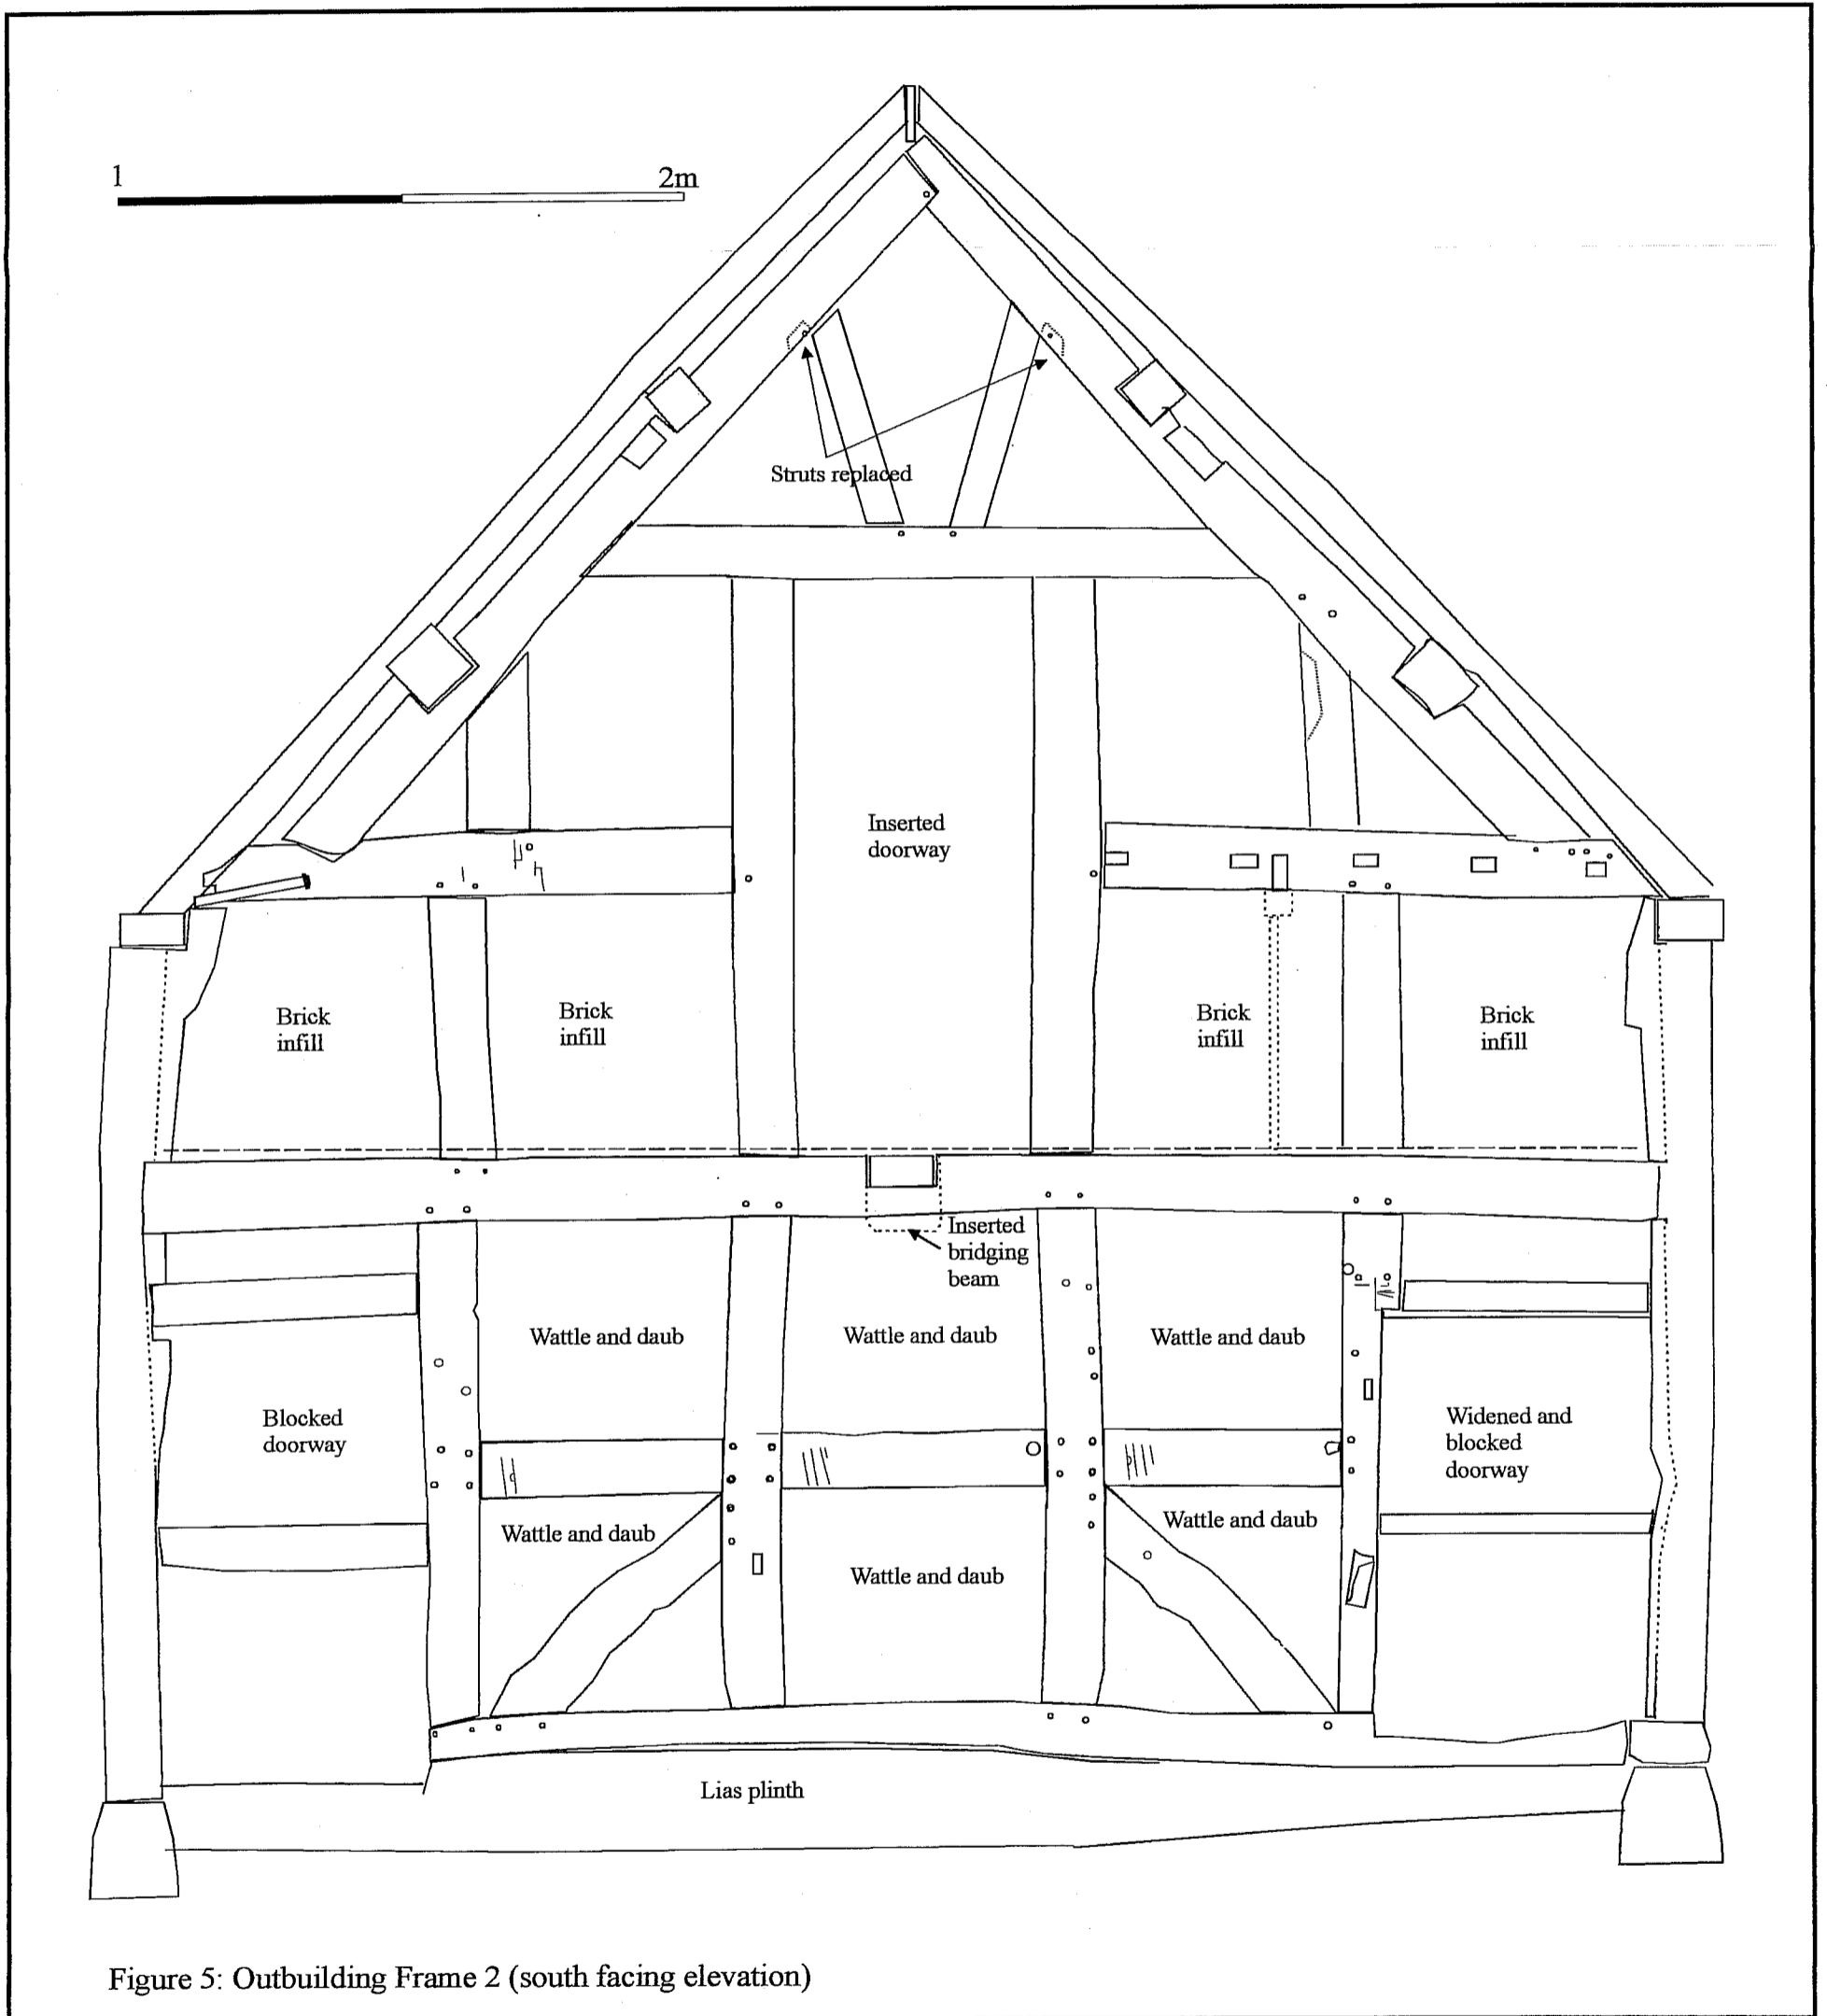 1
2m
Struts replaced
Inserted
doorway
Brick
infill
Brick
infill
Brick
infill
Brick
infill
Inserted
bridging
beam
Wattle and daub
Wattle and daub
Wattle and daub
Blocked
doorway
Widened and
blocked
doorway
Wattle and daub
Wattle and daub
Wattle and daub
Lias plinth
Figure 5: Outbuilding Frame 2 (south facing elevation)